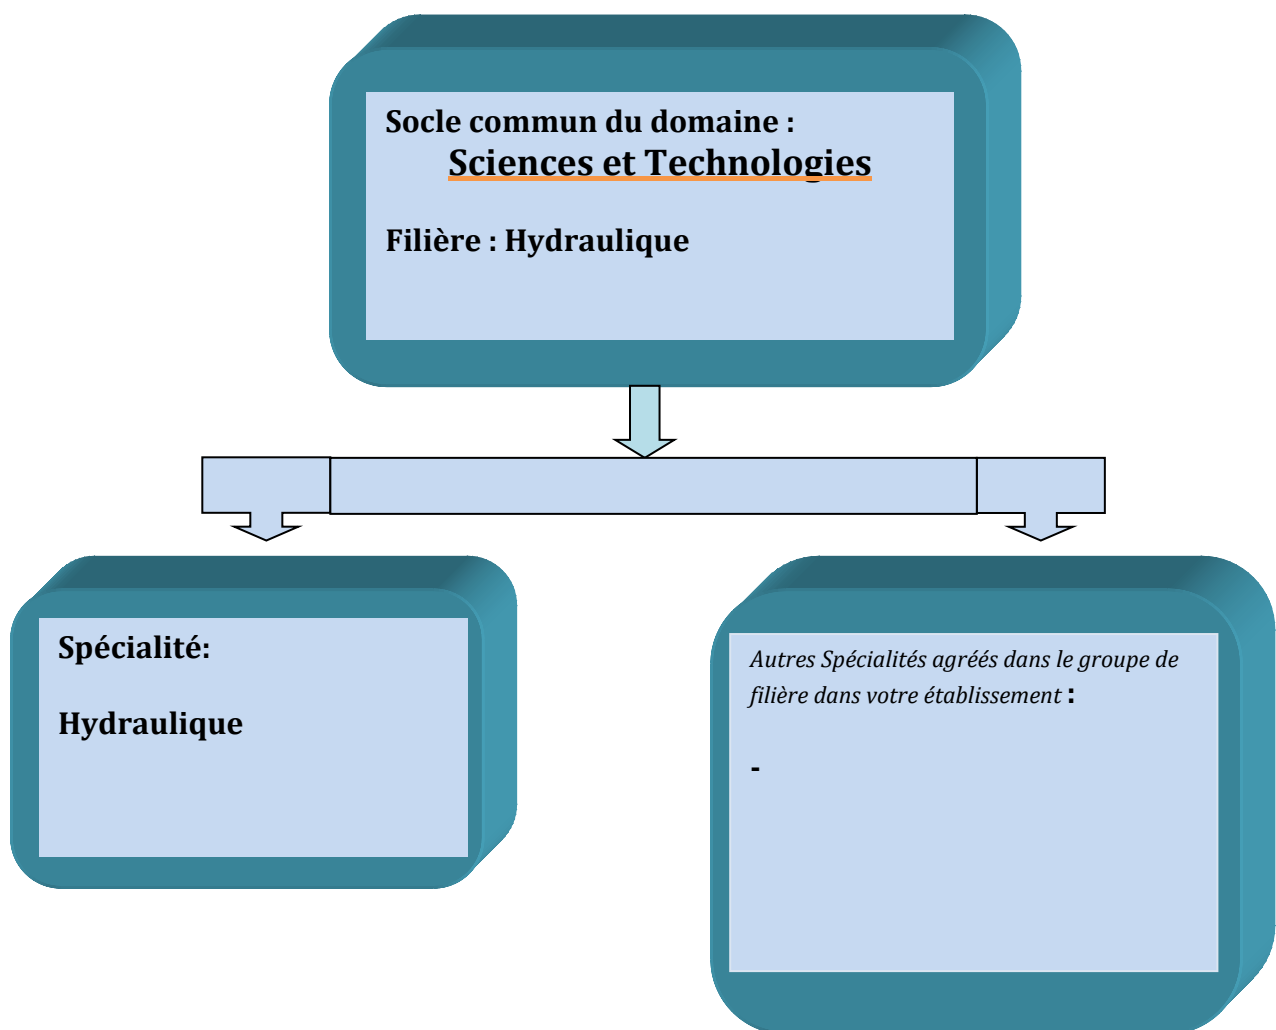 Socle commun du domaine :
Sciences et Technologies
Filière : Hydraulique
Spécialité:
Hydraulique
Autres Spécialités agréés dans le groupe de
filière dans votre établissement :
-